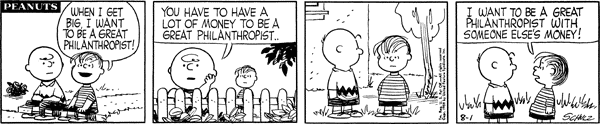 PEANUTS
WHEN I GET
BIG, I WANT
TO BE A GREAT
PHILANTHROPIST!
YOU HAVE TO HAVE A
LOT OF MONEY TO BE A
GREAT PHILANTHROPIST..
I WANT TO BE A GREAT
PHILANTHROPIST WITH
SOMEONE ELSE'S MONEY!
8-1
SCHULZ